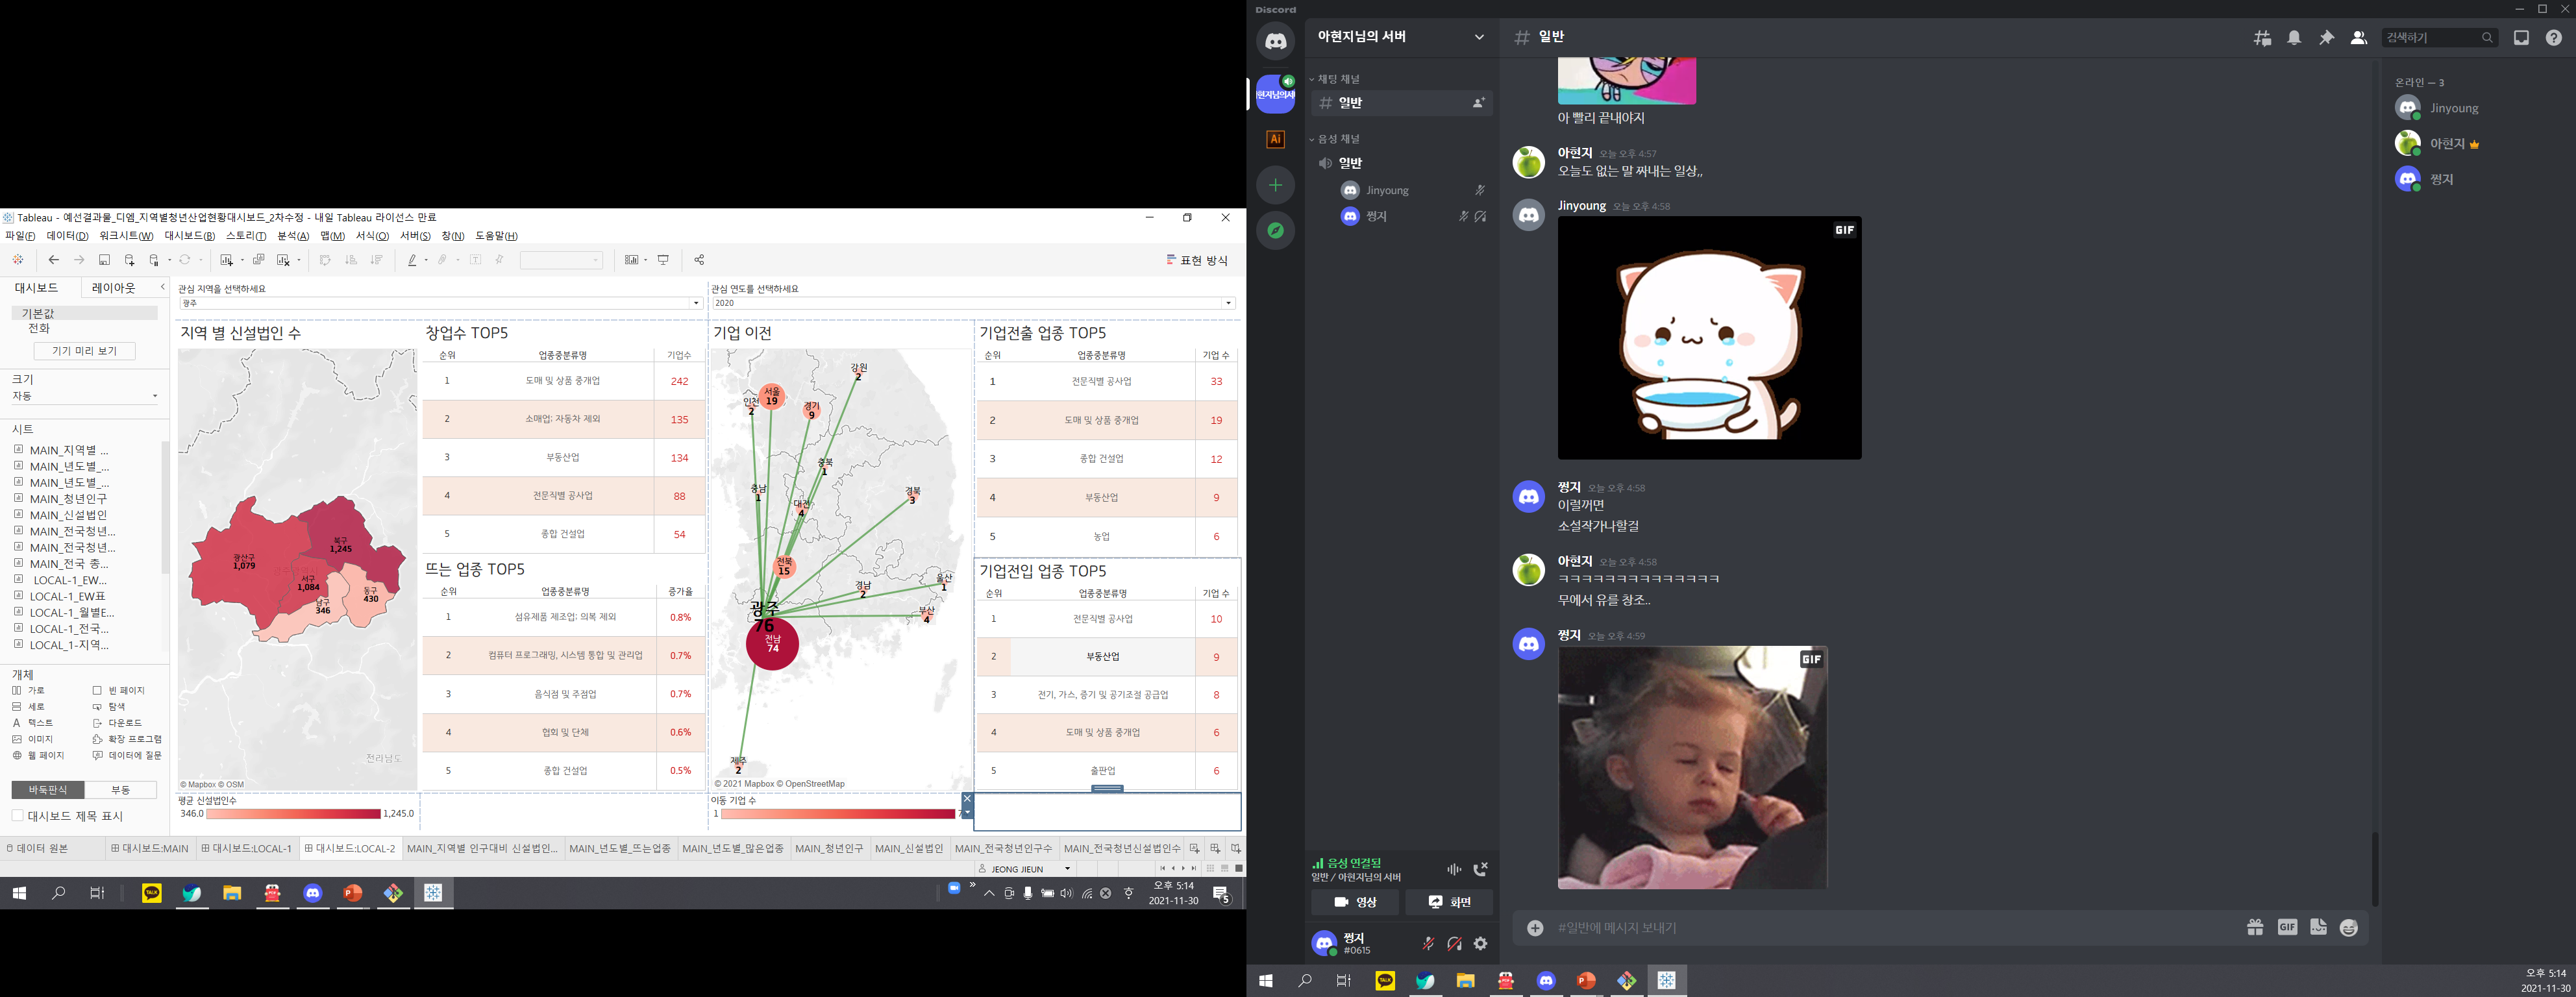 Tableau - 예선결과물_디엠_지역별청년산업현황대시보드_2차수정 - 내일 Tableau 라이선스 만료
파일(F) 데이터(D) 워크시트(W) 대시보드(B) 스토리(T) 분석(A) 맵(M) 서식(O) 서버(S) 창(N) 도움말(H)
표현 방식
대시보드 레이아웃
기본값
전화
기기 미리 보기
크기
자동
시트
MAIN_지역별 ...
MAIN_년도별_...
MAIN_년도별_...
MAIN_청년인구
MAIN_신설법인
MAIN_전국청년...
MAIN_전국청년...
MAIN_전국 종...
LOCAL-1_EW...
LOCAL-1_EW표
LOCAL-1_월별E...
LOCAL-1_전국...
LOCAL_1-지역...
개체
가로 빈 페이지
세로 탐색
텍스트 다운로드
이미지 확장 프로그램
웹 페이지 데이터에 질문
바둑판식 부동
대시보드 제목 표시
관심 지역을 선택하세요
광주
관심 연도를 선택하세요
2020
지역 별 신설법인 수
광산구
1,079
북구
1,245
서구
1,084
남구
346
동구
430
전라남도
© Mapbox © OSM
평균 신설법인수
346.0 1,245.0
창업수 TOP5
순위 업종중분류명 기업수
1 도매 및 상품 중개업 242
2 소매업: 자동차 제외 135
3 부동산업 134
4 전문직별 공사업 88
5 종합 건설업 54
뜨는 업종 TOP5
순위 업종중분류명 증가율
1 섬유제품 제조업: 의복 제외 0.8%
2 컴퓨터 프로그래밍, 시스템 통합 및 관리업 0.7%
3 음식점 및 주점업 0.7%
4 협회 및 단체 0.6%
5 종합 건설업 0.5%
기업 이전
강원
2
서울
19
인천
2
경기
9
충북
1
충남
1
대전
4
경북
3
전북
15
경남
2
울산
1
부산
4
광주
76
전남
74
제주
2
© 2021 Mapbox © OpenStreetMap
이동 기업 수
1
기업전출 업종 TOP5
순위 업종중분류명 기업 수
1 전문직별 공사업 33
2 도매 및 상품 중개업 19
3 종합 건설업 12
4 부동산업 9
5 농업 6
기업전입 업종 TOP5
순위 업종중분류명 기업 수
1 전문직별 공사업 10
2 부동산업 9
3 전기, 가스, 증기 및 공기조절 공급업 8
4 도매 및 상품 중개업 6
5 출판업 6
데이터 원본 대시보드:MAIN 대시보드:LOCAL-1 대시보드:LOCAL-2 MAIN_지역별 인구대비 신설법인... MAIN_년도별_뜨는업종 MAIN_년도별_많은업종 MAIN_청년인구 MAIN_신설법인 MAIN_전국청년인구수 MAIN_전국청년신설법인수
JEONG JIEUN
TALK
오후 5:14
2021-11-30
5
Discord
아현지님의 서버
# 일반
검색하기
현지님의서
Ai
채팅 채널
# 일반
음성 채널
일반
Jinyoung
쩡지
음성 연결됨
일반 / 아현지님의 서버
영상 화면
쩡지
#0615
아 빨리 끝내야지
아현지 오늘 오후 4:57
오늘도 없는 말 짜내는 일상,,
Jinyoung 오늘 오후 4:58
GIF
쩡지 오늘 오후 4:58
이럴꺼면
소설작가나할걸
아현지 오늘 오후 4:58
ㅋㅋㅋㅋㅋㅋㅋㅋㅋㅋㅋㅋㅋㅋ
무에서 유를 창조..
쩡지 오늘 오후 4:59
GIF
#일반에 메시지 보내기
GIF
온라인 — 3
Jinyoung
아현지
쩡지
TALK
오후 5:14
2021-11-30